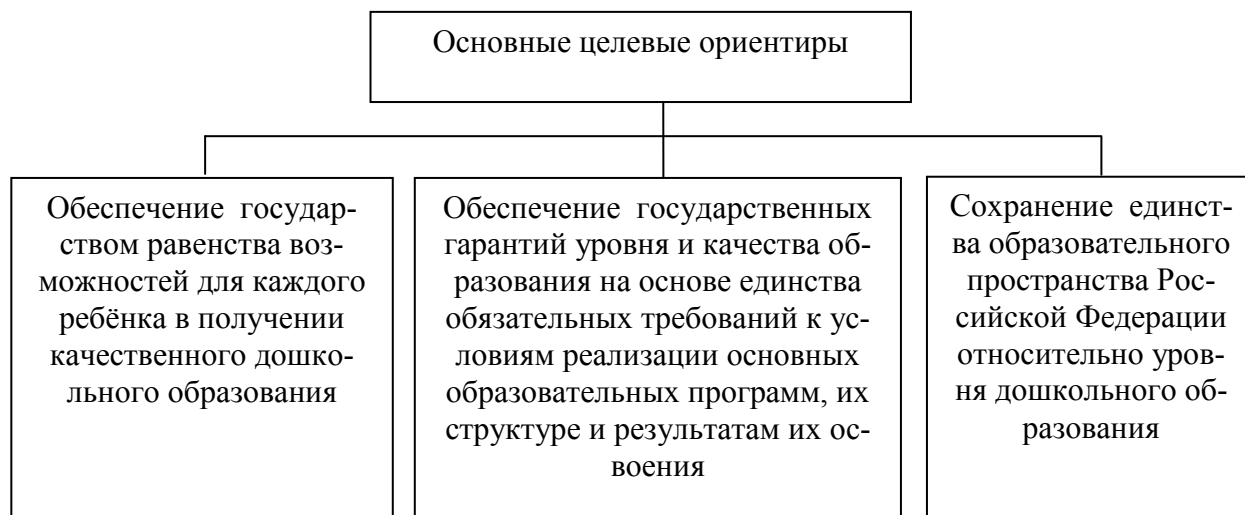 Основные целевые ориентиры
Обеспечение государ-
ством равенства воз-
можностей для каждого
ребёнка в получении
качественного дошко-
льного образования
Обеспечение государственных
гарантий уровня и качества об-
разования на основе единства
обязательных требований к ус-
ловиям реализации основных
образовательных программ, их
структуре и результатам их ос-
воения
Сохранение единст-
ва образовательного
пространства Рос-
сийской Федерации
относительно уров-
ня дошкольного об-
разования